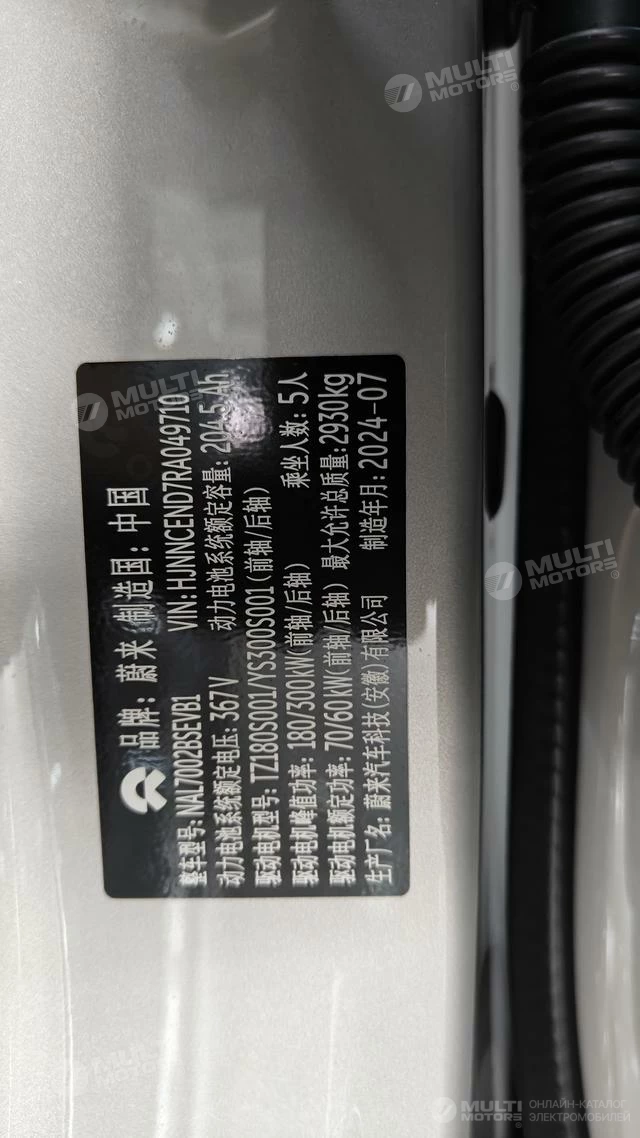 品牌: 蔚来 制造国: 中国
整车型号: NAL7002BSEVB1 VIN: HJNNCEND7RA049710
动力电池系统额定电压: 367V 动力电池系统额定容量: 204.5 Ah
驱动电机型号: TZ180S001/YS300S001(前轴/后轴)
驱动电机峰值功率: 180/300kW(前轴/后轴) 乘坐人数: 5人
驱动电机额定功率: 70/60kW(前轴/后轴) 最大允许总质量: 2930kg
生产厂名: 蔚来汽车科技(安徽)有限公司 制造年月: 2024-07
MULTI
MOTORS
MULTI
MOTORS
MULTI
MOTORS
MULTI
MOTORS
MULTI
MOTORS
ОНЛАЙН-КАТАЛОГ
ЭЛЕКТРОМОБИЛЕЙ